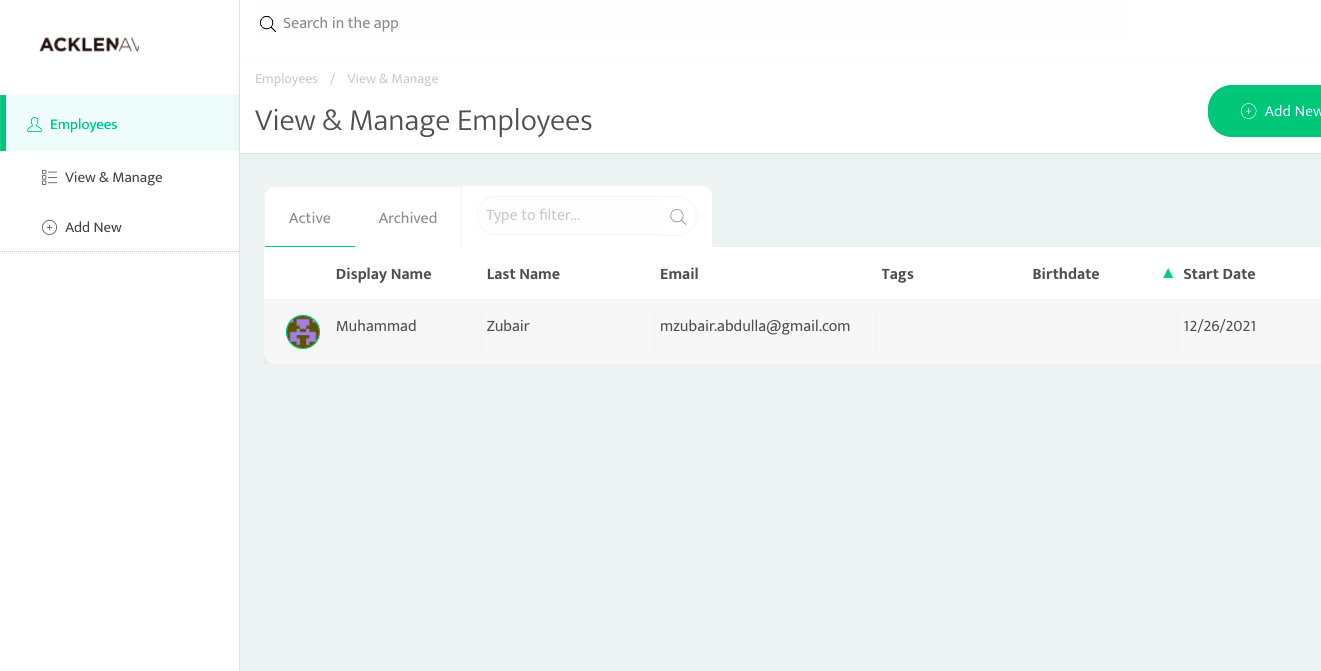 ACKLENAV
Search in the app
Employees / View & Manage
View & Manage Employees
Add New
Employees
View & Manage
Add New
Active Archived Type to filter...
Display Name Last Name Email Tags Birthdate Start Date
Muhammad Zubair mzubair.abdulla@gmail.com 12/26/2021